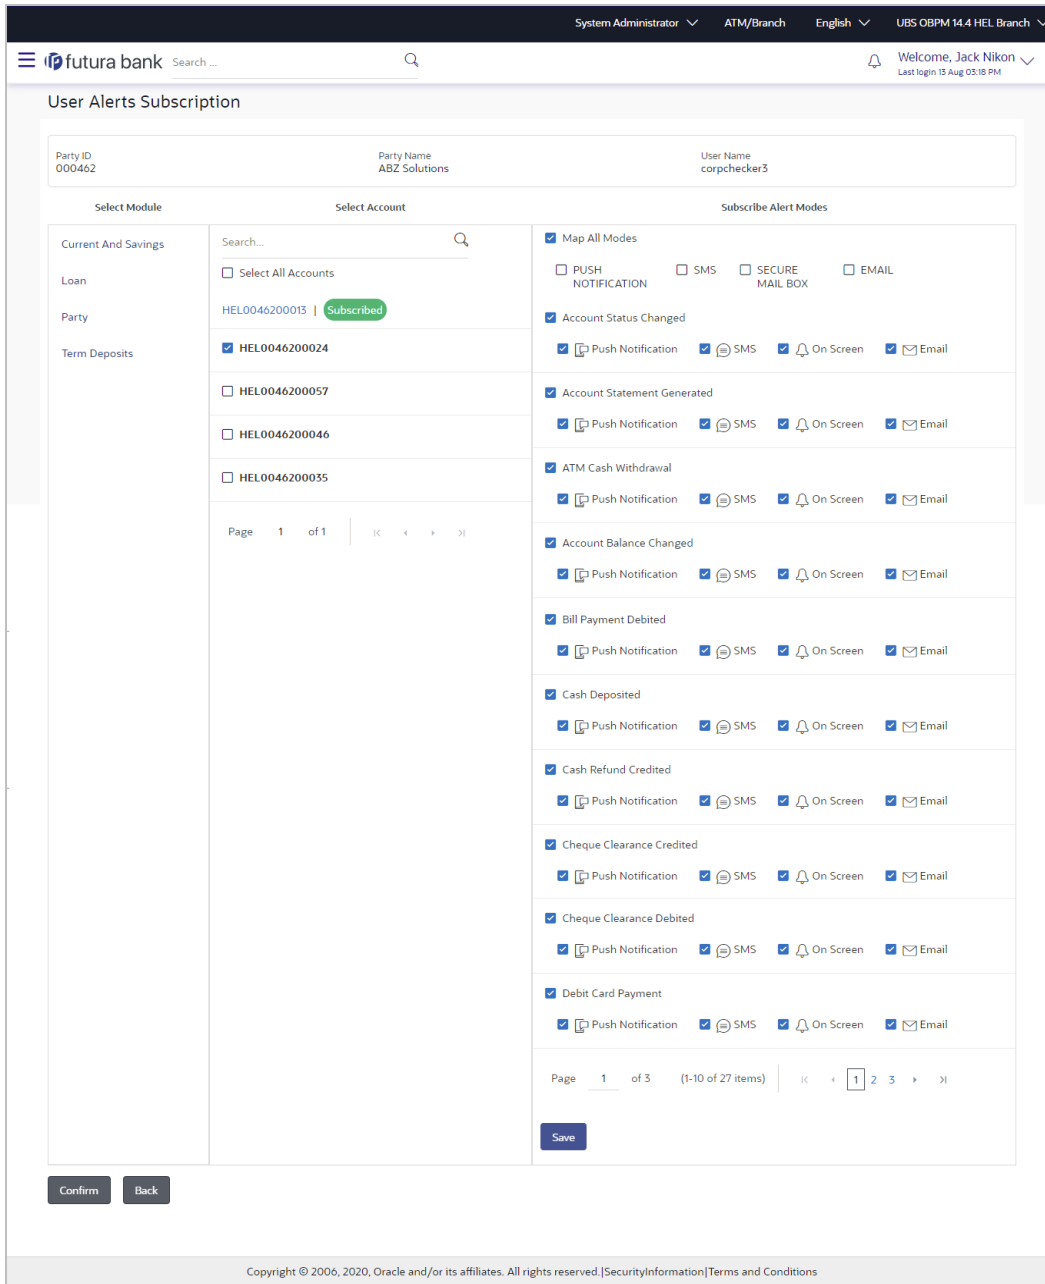 System Administrator ATM/Branch English UBS OBPM 14.4 HEL Branch
futura bank Search ... Welcome, Jack Nikon
Last login 13 Aug 03:18 PM
User Alerts Subscription
Party ID Party Name User Name
000462 ABZ Solutions corpchecker3
Select Module Select Account Subscribe Alert Modes
Current And Savings
Loan
Party
Term Deposits
Search...
Select All Accounts
HEL0046200013 | Subscribed
HEL0046200024
HEL0046200057
HEL0046200046
HEL0046200035
Page 1 of 1
Map All Modes
PUSH NOTIFICATION SMS SECURE MAIL BOX EMAIL
Account Status Changed
Push Notification SMS On Screen Email
Account Statement Generated
Push Notification SMS On Screen Email
ATM Cash Withdrawal
Push Notification SMS On Screen Email
Account Balance Changed
Push Notification SMS On Screen Email
Bill Payment Debited
Push Notification SMS On Screen Email
Cash Deposited
Push Notification SMS On Screen Email
Cash Refund Credited
Push Notification SMS On Screen Email
Cheque Clearance Credited
Push Notification SMS On Screen Email
Cheque Clearance Debited
Push Notification SMS On Screen Email
Debit Card Payment
Push Notification SMS On Screen Email
Page 1 of 3 (1-10 of 27 items) 1 2 3
Save
Confirm Back
Copyright © 2006, 2020, Oracle and/or its affiliates. All rights reserved.|SecurityInformation|Terms and Conditions